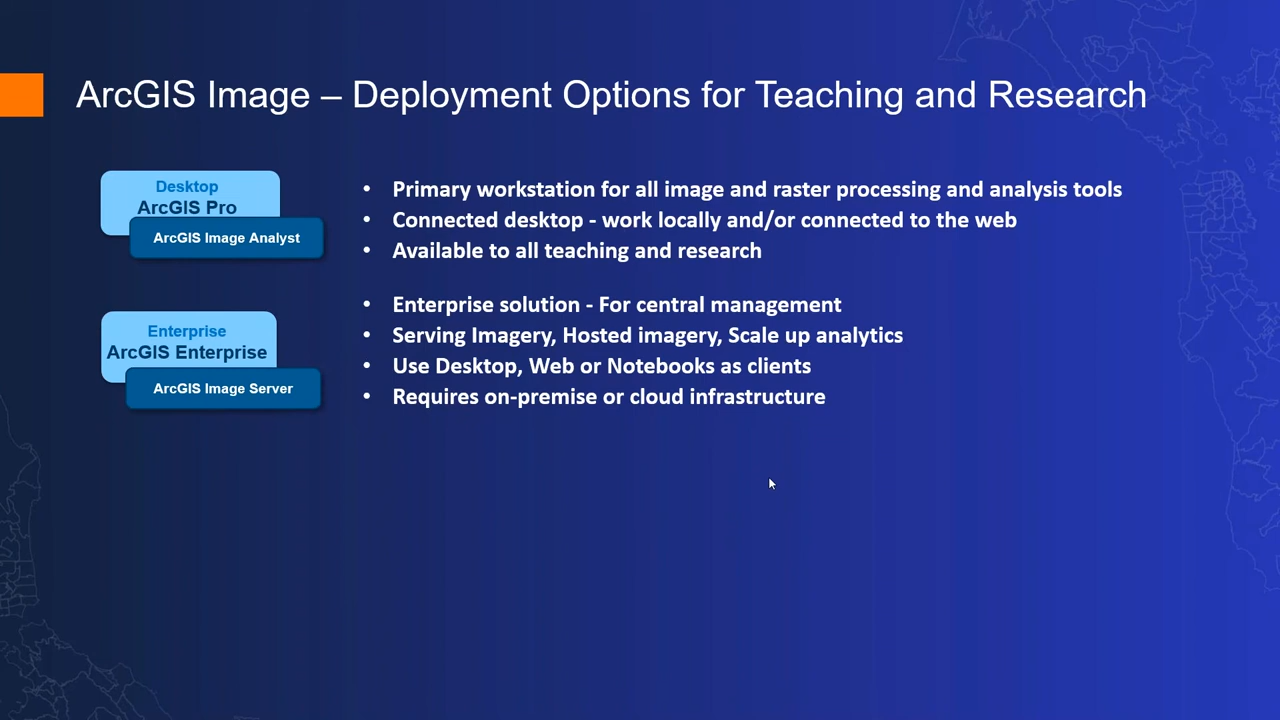 ArcGIS Image – Deployment Options for Teaching and Research
Desktop
ArcGIS Pro
ArcGIS Image Analyst
• Primary workstation for all image and raster processing and analysis tools
• Connected desktop - work locally and/or connected to the web
• Available to all teaching and research
Enterprise
ArcGIS Enterprise
ArcGIS Image Server
• Enterprise solution - For central management
• Serving Imagery, Hosted imagery, Scale up analytics
• Use Desktop, Web or Notebooks as clients
• Requires on-premise or cloud infrastructure